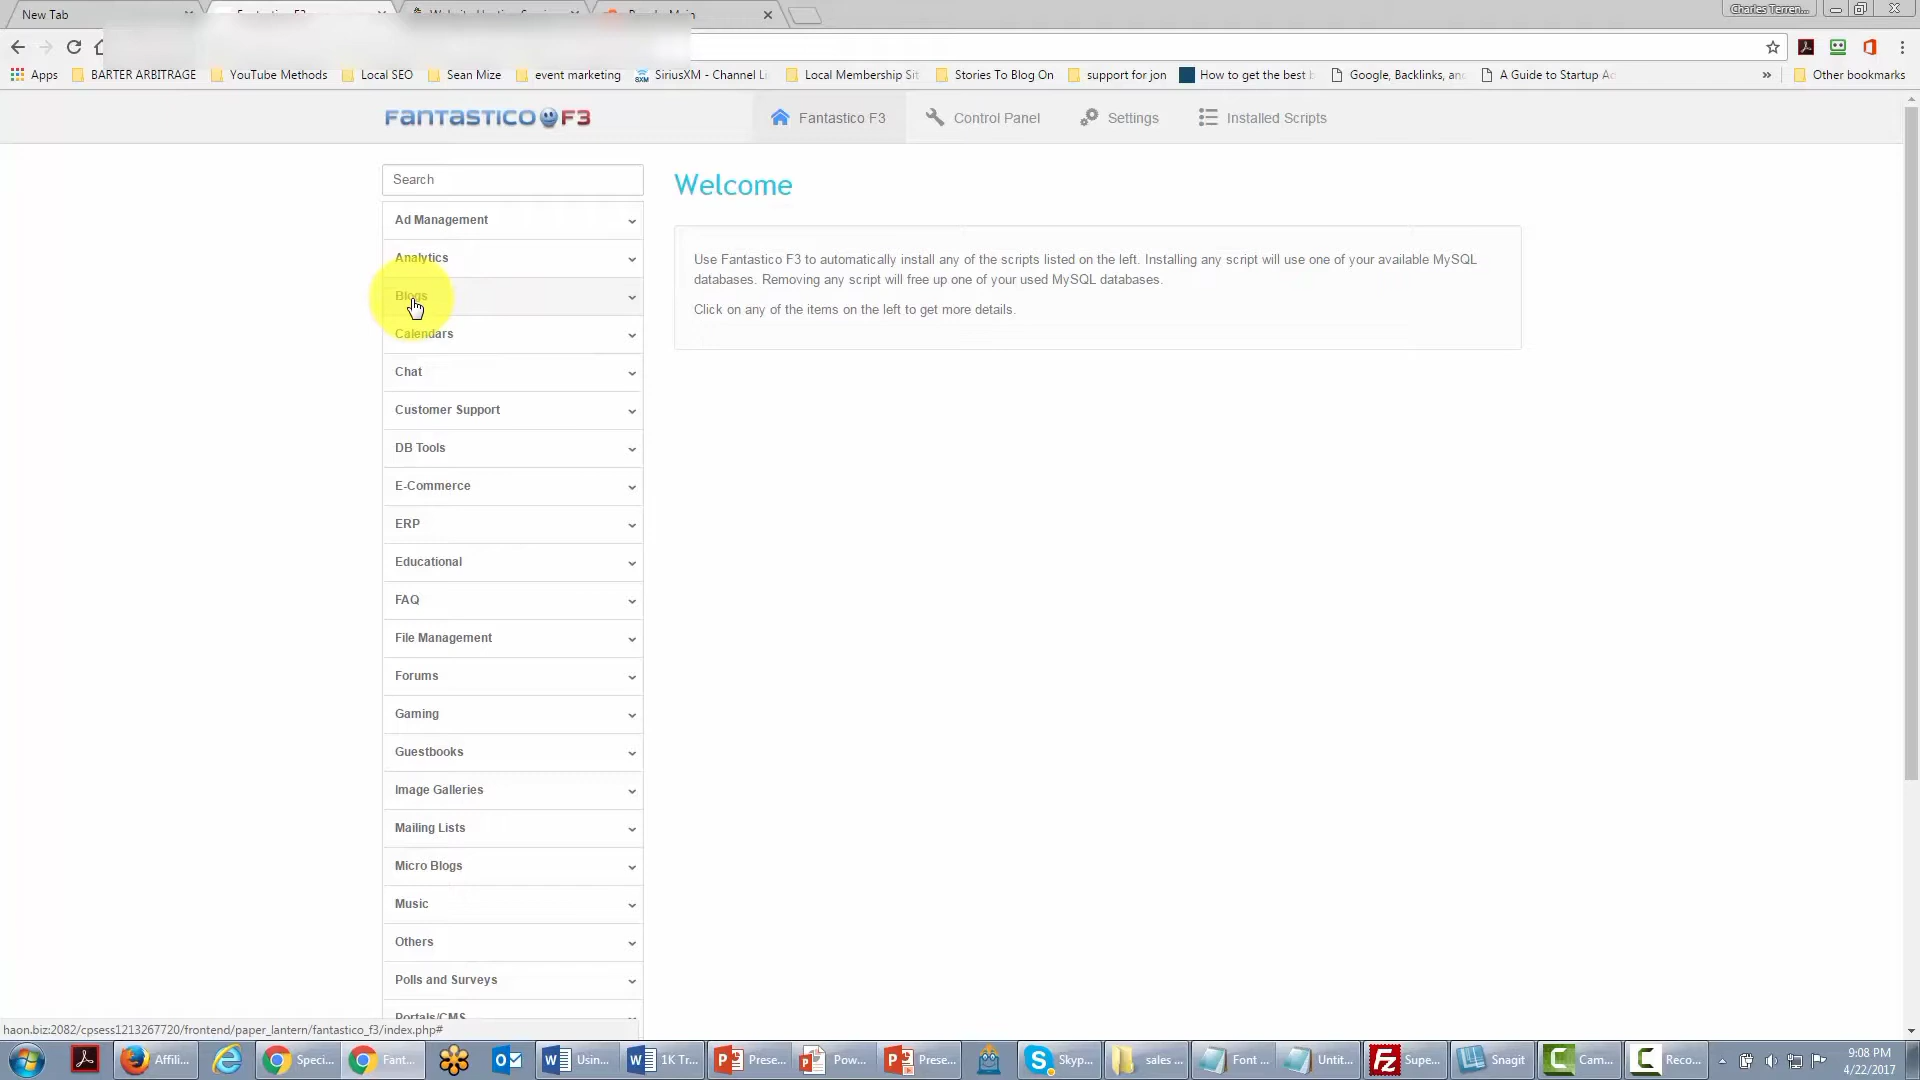 New Tab
Charles Terren...
Apps BARTER ARBITRAGE YouTube Methods Local SEO Sean Mize event marketing SiriusXM - Channel Li Local Membership Sit Stories To Blog On support for jon How to get the best Google, Backlinks, an A Guide to Startup Ac » Other bookmarks
FANTASTICO F3 Fantastico F3 Control Panel Settings Installed Scripts
Search
Welcome
Ad Management
Analytics
Blogs
Calendars
Chat
Customer Support
DB Tools
E-Commerce
ERP
Educational
FAQ
File Management
Forums
Gaming
Guestbooks
Image Galleries
Mailing Lists
Micro Blogs
Music
Others
Polls and Surveys
Portals/CMS
Use Fantastico F3 to automatically install any of the scripts listed on the left. Installing any script will use one of your available MySQL
databases. Removing any script will free up one of your used MySQL databases.
Click on any of the items on the left to get more details.
haon.biz:2082/cpsess1213267720/frontend/paper_lantern/fantastico_f3/index.php#
Affili... Speci... Fant... Usin... 1K Tr... Prese... Pow... Prese... Skyp... sales ... Font ... Untit... Supe... Snagit Cam... Reco...
9:08 PM
4/22/2017